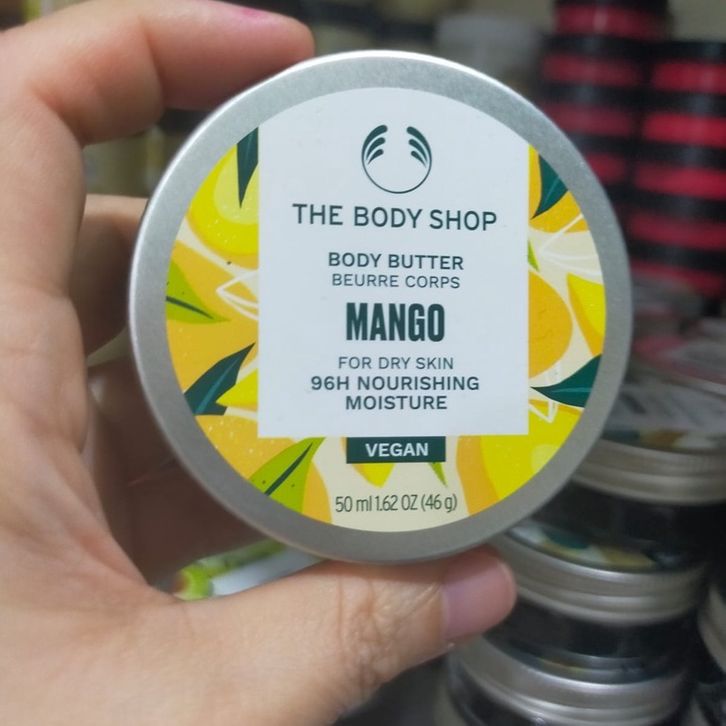 THE BODY SHOP
BODY BUTTER
BEURRE CORPS
MANGO
FOR DRY SKIN
96H NOURISHING
MOISTURE
VEGAN
50 ml 1.62 OZ (46 g)